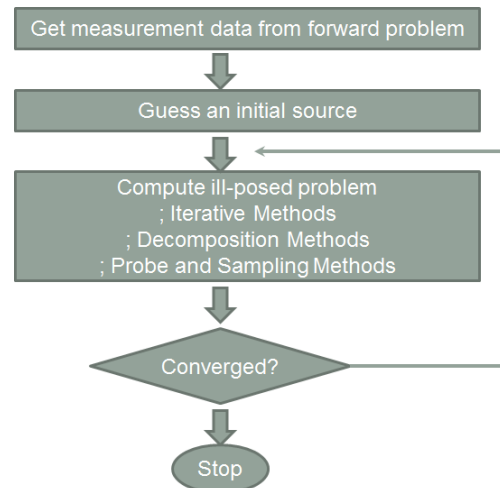 Get measurement data from forward problem
Guess an initial source
Compute ill-posed problem
; Iterative Methods
; Decomposition Methods
; Probe and Sampling Methods
Converged?
Stop